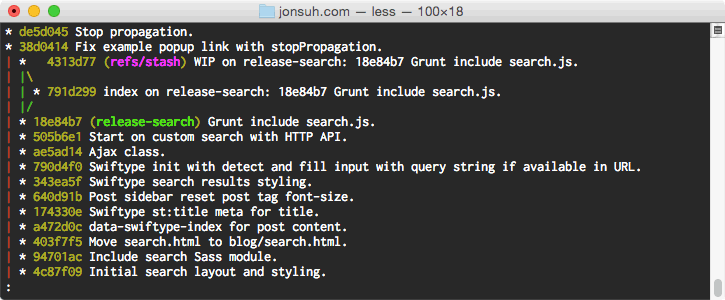 jonsuh.com — less — 100×18
* de5d045 Stop propagation.
* 38d0414 Fix example popup link with stopPropagation.
| *   4313d77 (refs/stash) WIP on release-search: 18e84b7 Grunt include search.js.
| |\
| | * 791d299 index on release-search: 18e84b7 Grunt include search.js.
| |/
| * 18e84b7 (release-search) Grunt include search.js.
| * 505b6e1 Start on custom search with HTTP API.
| * ae5ad14 Ajax class.
| * 790d4f0 Swiftype init with detect and fill input with query string if available in URL.
| * 343ea5f Swiftype search results styling.
| * 640d91b Post sidebar reset post tag font-size.
| * 174330e Swiftype st:title meta for title.
| * a472d0c data-swiftype-index for post content.
| * 403f7f5 Move search.html to blog/search.html.
| * 94701ac Include search Sass module.
| * 4c87f09 Initial search layout and styling.
: